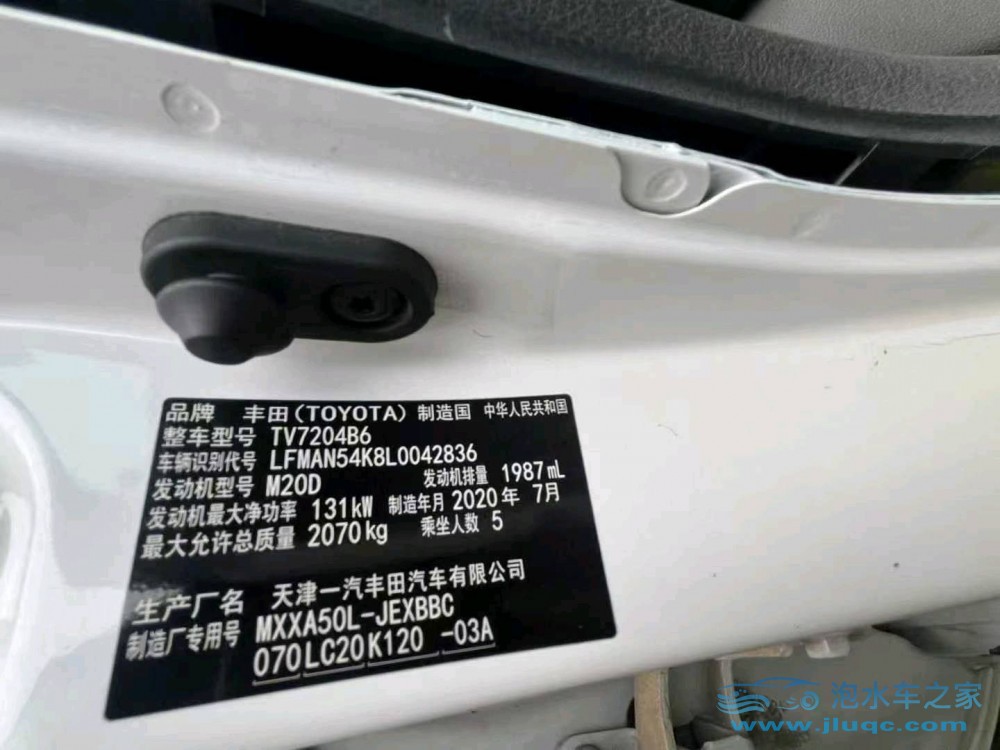 品牌 丰田(TOYOTA) 制造国 中华人民共和国
整车型号 TV7204B6
车辆识别代号 LFMAN54K8L0042836
发动机型号 M20D 发动机排量 1987 mL
发动机最大净功率 131kW 制造年月 2020年 7月
最大允许总质量 2070kg 乘坐人数 5
生产厂名 天津一汽丰田汽车有限公司
制造厂专用号 MXXA50L-JEXBBC
070LC20K120 -03A
泡水车之家
www.jluqc.com